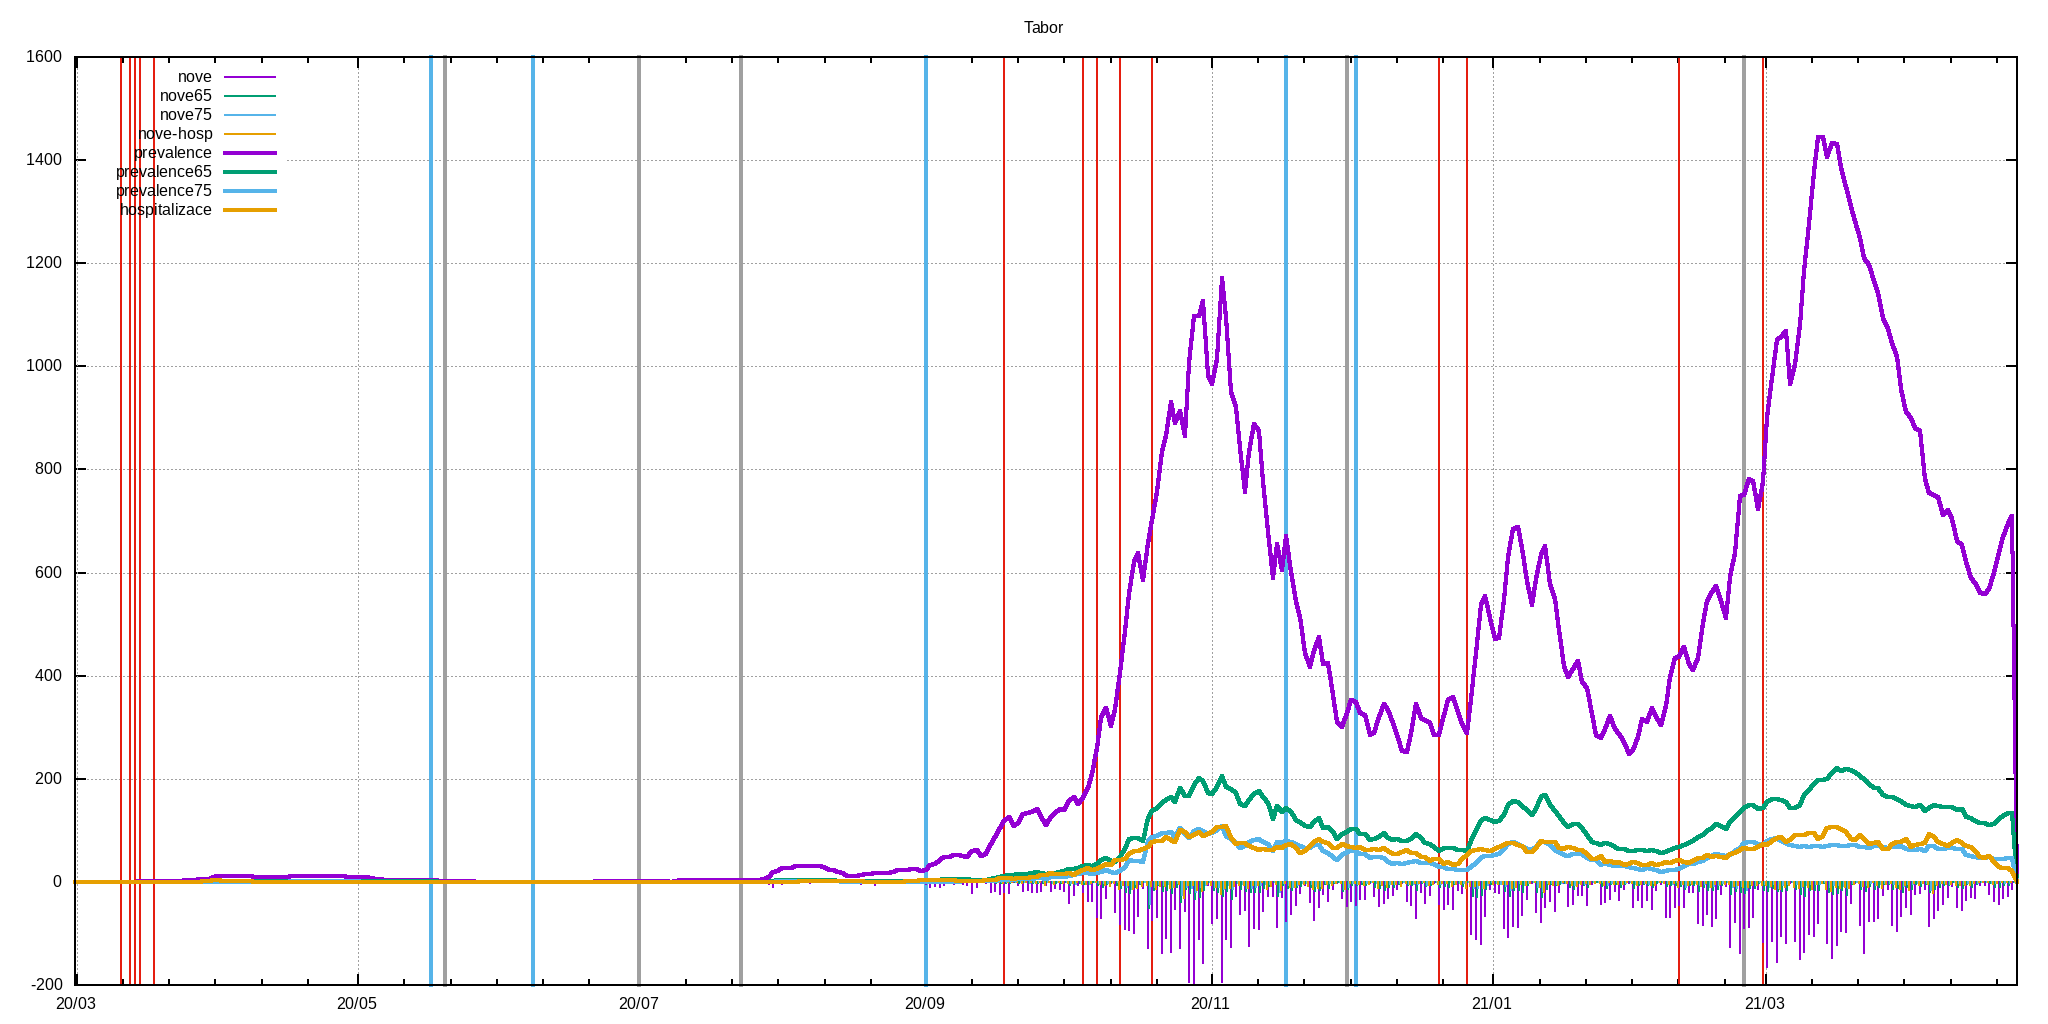 Tabor
1600
1400
1200
1000
800
600
400
200
0
-200
nove
nove65
nove75
nove-hosp
prevalence
prevalence65
prevalence75
hospitalizace
20/03 20/05 20/07 20/09 20/11 21/01 21/03